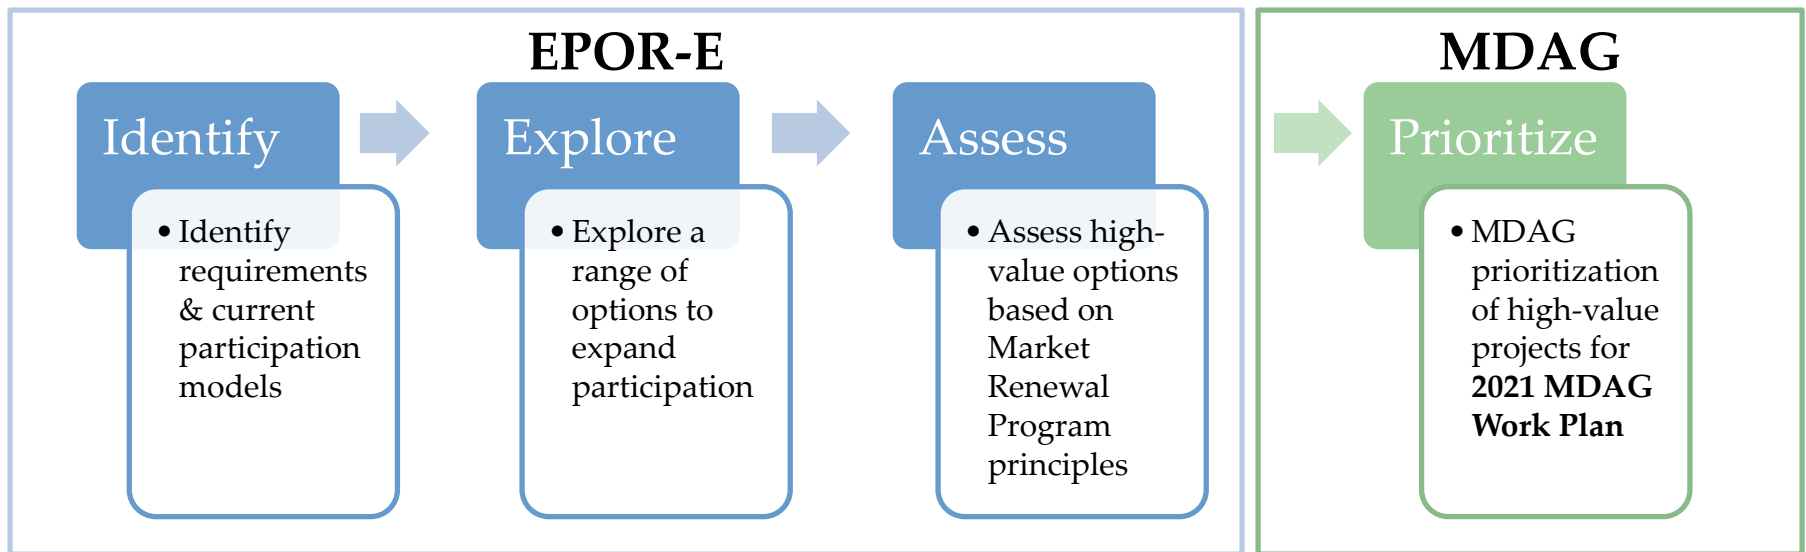 EPOR-E
MDAG
Identify
Explore
Assess
Prioritize
• Identify
requirements
& current
participation
models
• Explore a
range of
options to
expand
participation
• Assess high-
value options
based on
Market
Renewal
Program
principles
• MDAG
prioritization
of high-value
projects for
2021 MDAG
Work Plan